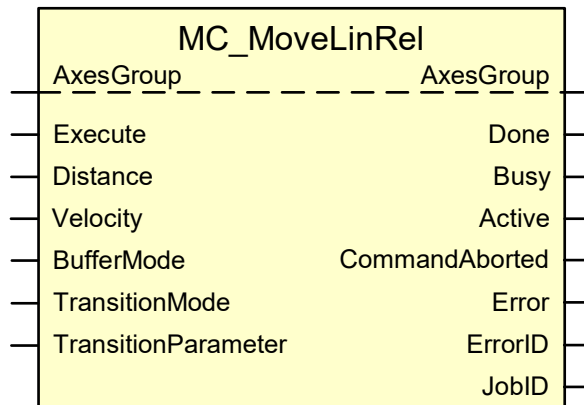 MC_MoveLinRel
AxesGroup AxesGroup
Execute Done
Distance Busy
Velocity Active
BufferMode CommandAborted
TransitionMode Error
TransitionParameter ErrorID
JobID